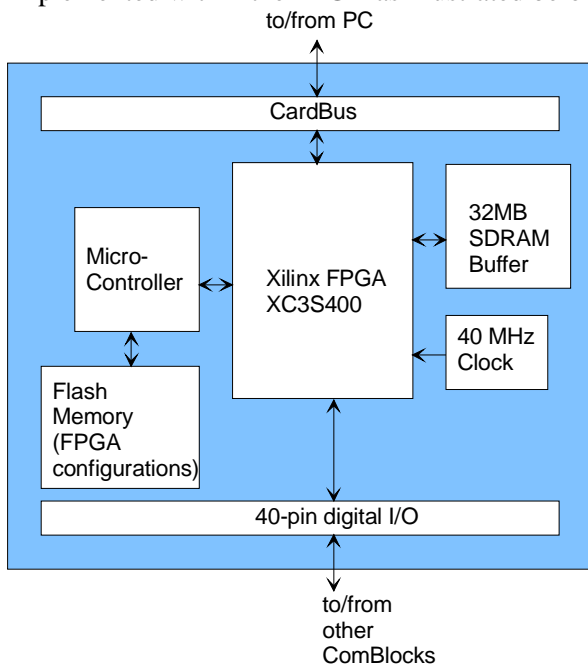 to/from PC
CardBus
32MB
SDRAM
Buffer
Micro-
Controller
Xilinx FPGA
XC3S400
40 MHz
Clock
Flash
Memory
(FPGA
configurations)
40-pin digital I/O
to/from
other
ComBlocks